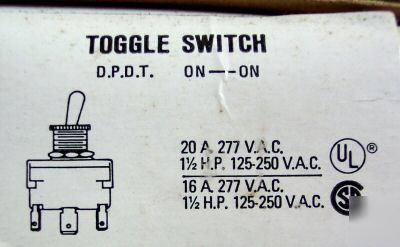 TOGGLE SWITCH
D.P.D.T. ON—ON
20 A. 277 V.A.C.
1½ H.P. 125-250 V.A.C.
UL®
16 A. 277 V.A.C.
1½ H.P. 125-250 V.A.C.